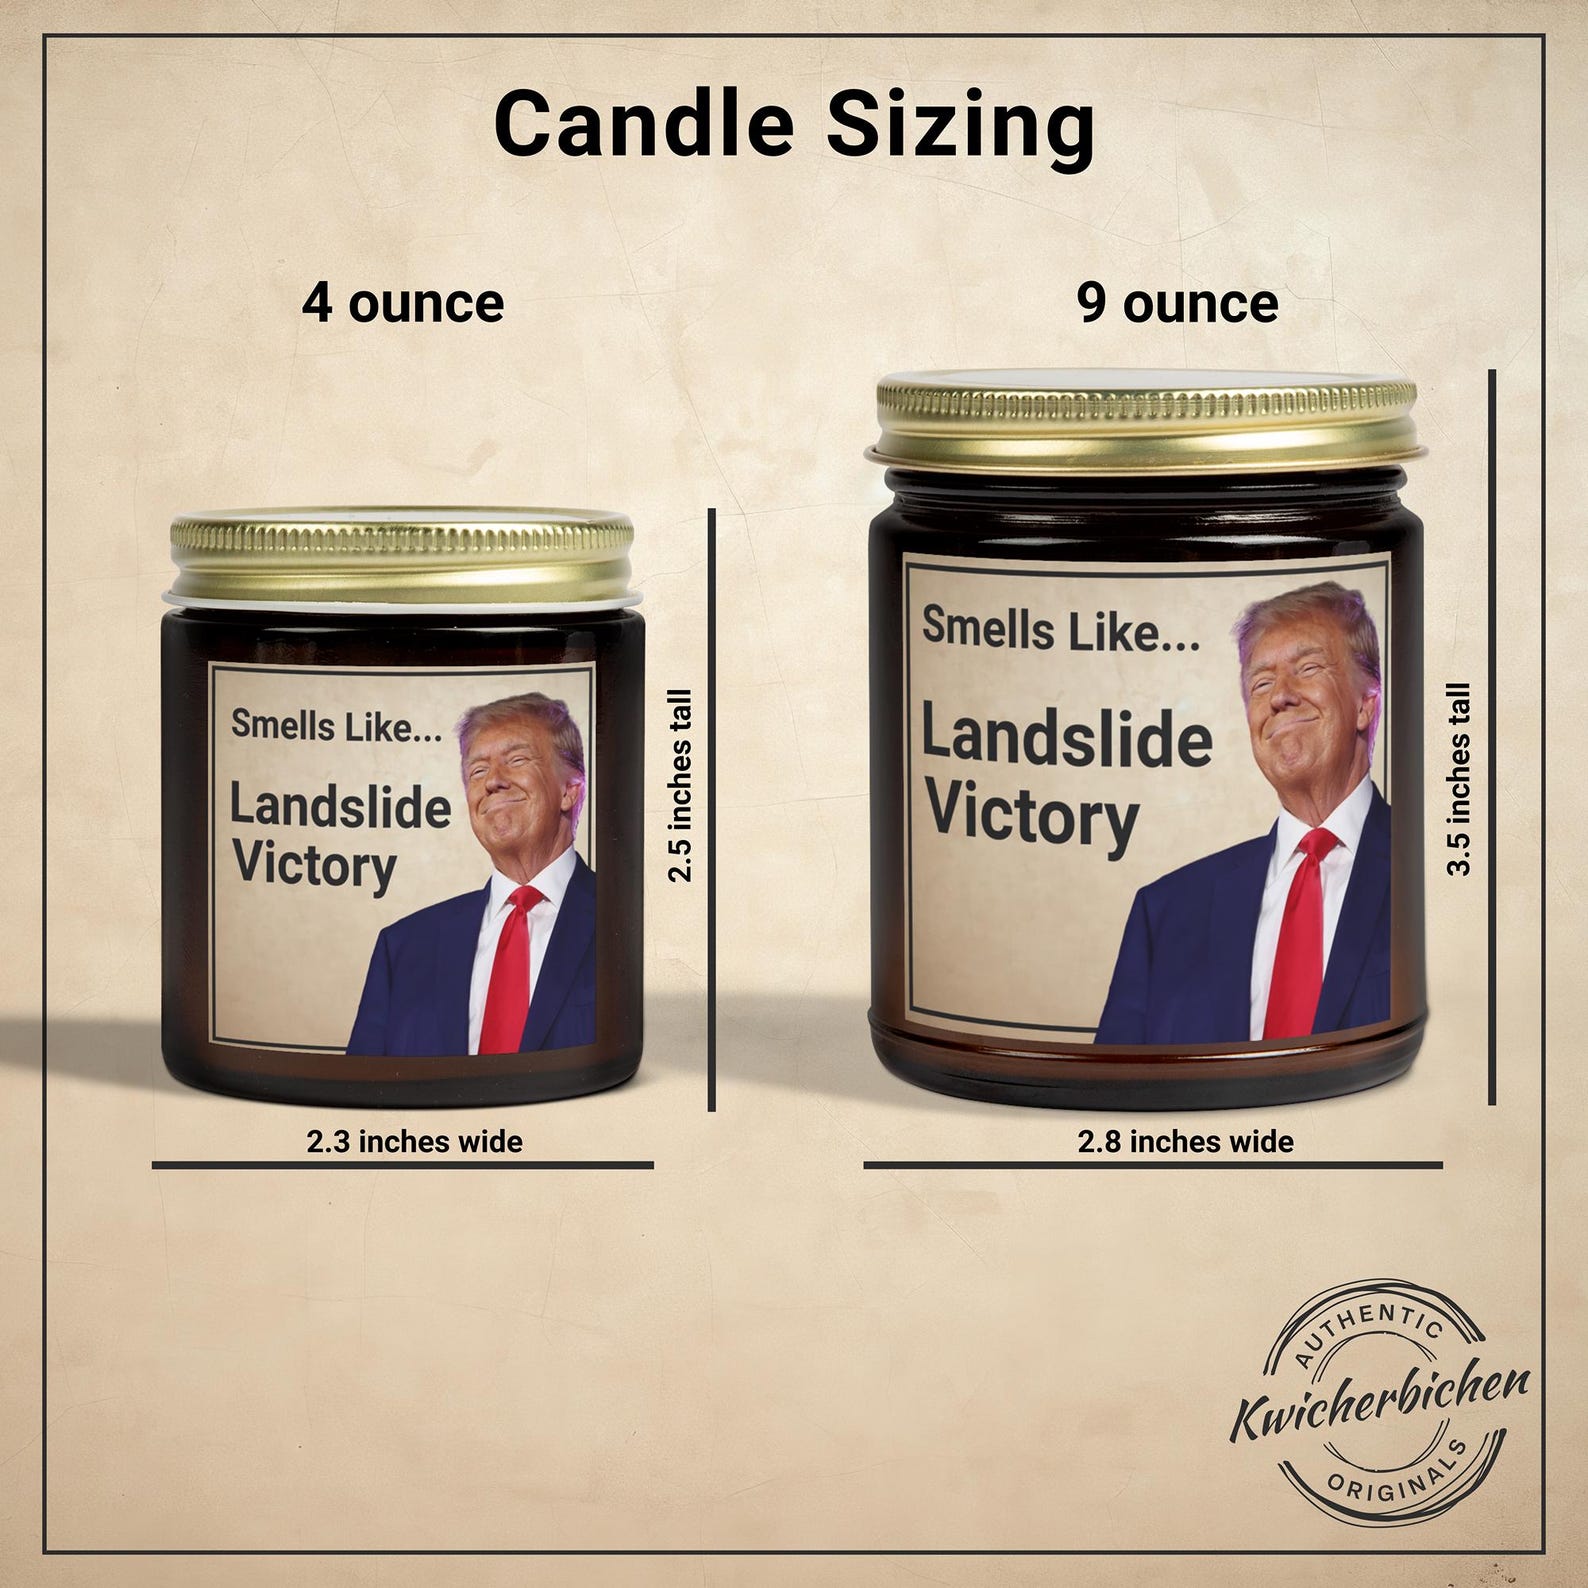 Candle Sizing
4 ounce
9 ounce
Smells Like...
Landslide
Victory
2.5 inches tall
2.3 inches wide
Smells Like...
Landslide
Victory
3.5 inches tall
2.8 inches wide
AUTHENTIC
Kwicherbichen
ORIGINALS